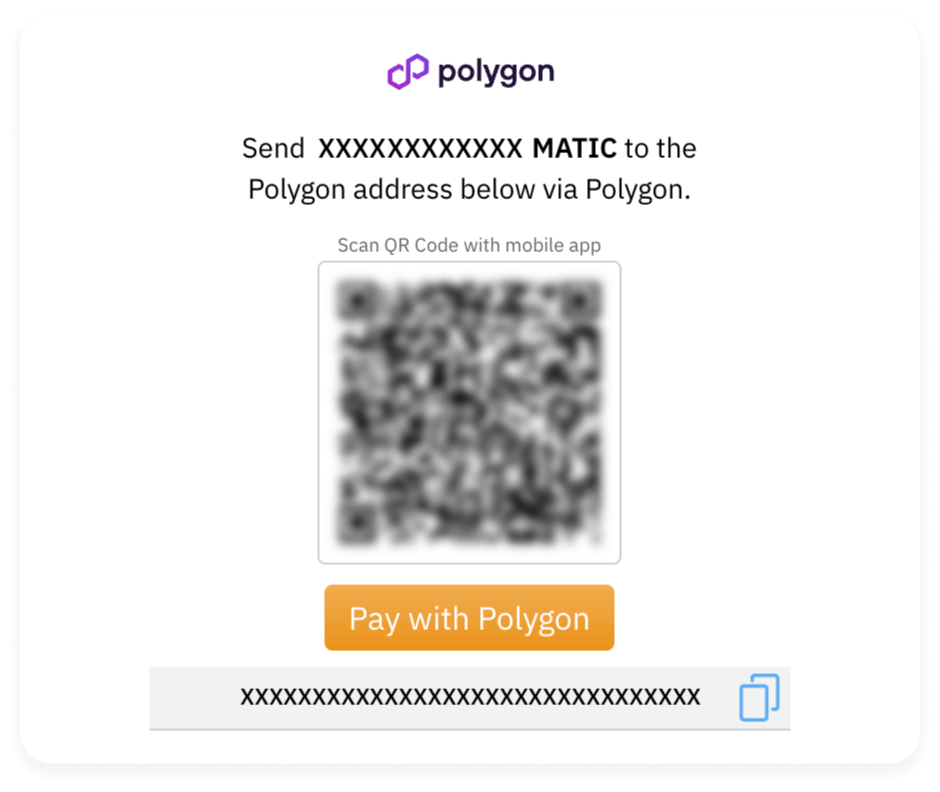 polygon
Send XXXXXXXXXXXX MATIC to the
Polygon address below via Polygon.
Scan QR Code with mobile app
Pay with Polygon
XXXXXXXXXXXXXXXXXXXXXXXXXXXXXXXX